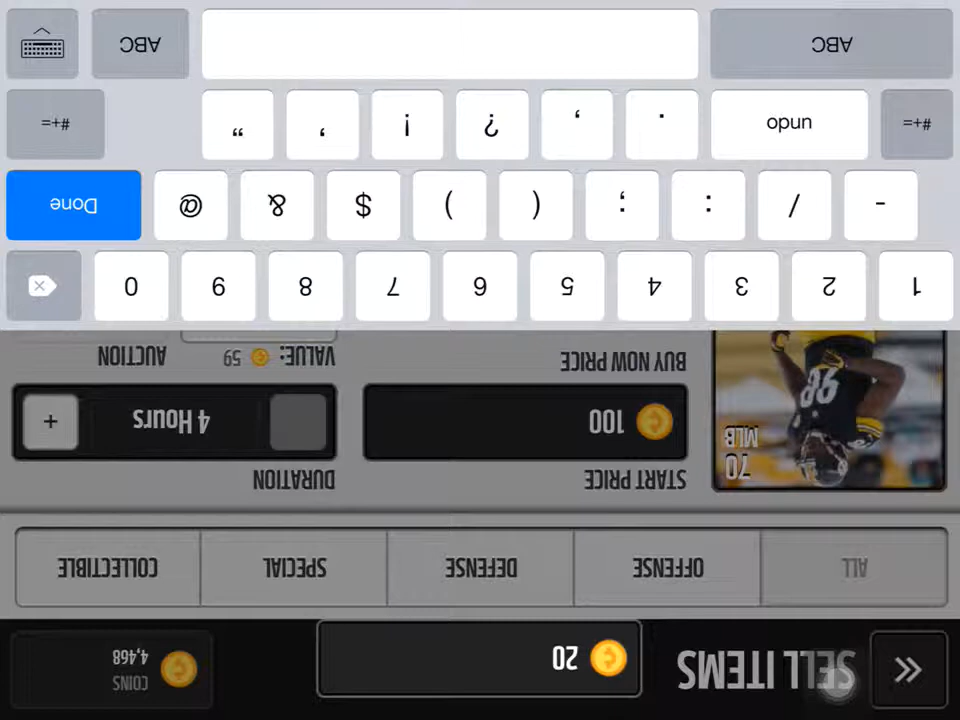 SELL ITEMS
20
COINS
4,468
ALL OFFENSE DEFENSE SPECIAL COLLECTIBLE
START PRICE DURATION
70
MLB
100 4 Hours +
BUY NOW PRICE VALUE: 59 AUCTION
1 2 3 4 5 6 7 8 9 0
- / : ; ( ) $ & @ Done
#+= undo . , ? ! ' " #+=
ABC ABC